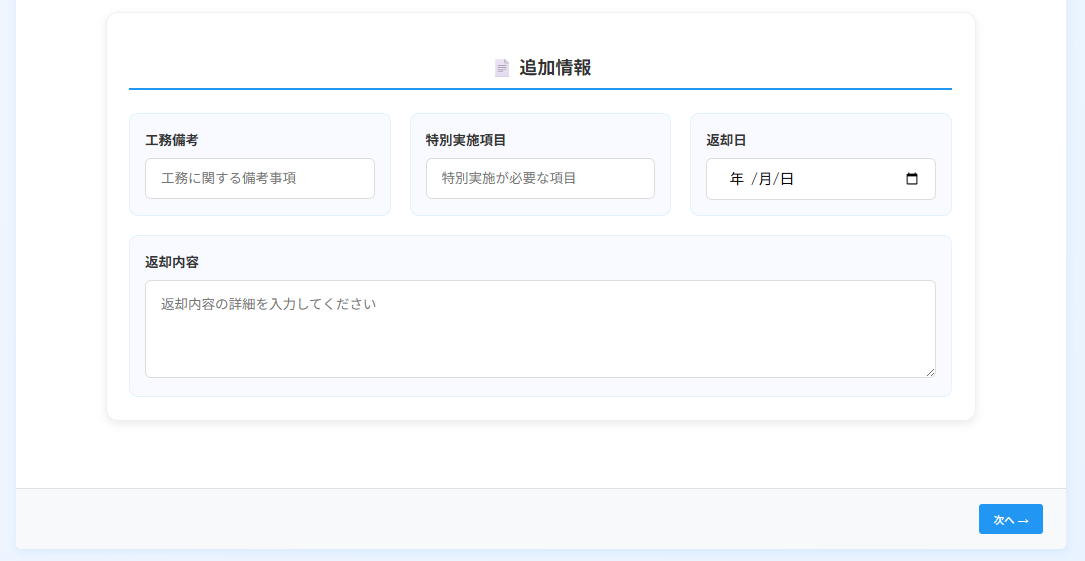 追加情報
工務備考
特別実施項目
返却日
工務に関する備考事項
特別実施が必要な項目
年 /月/日
返却内容
返却内容の詳細を入力してください
次へ →